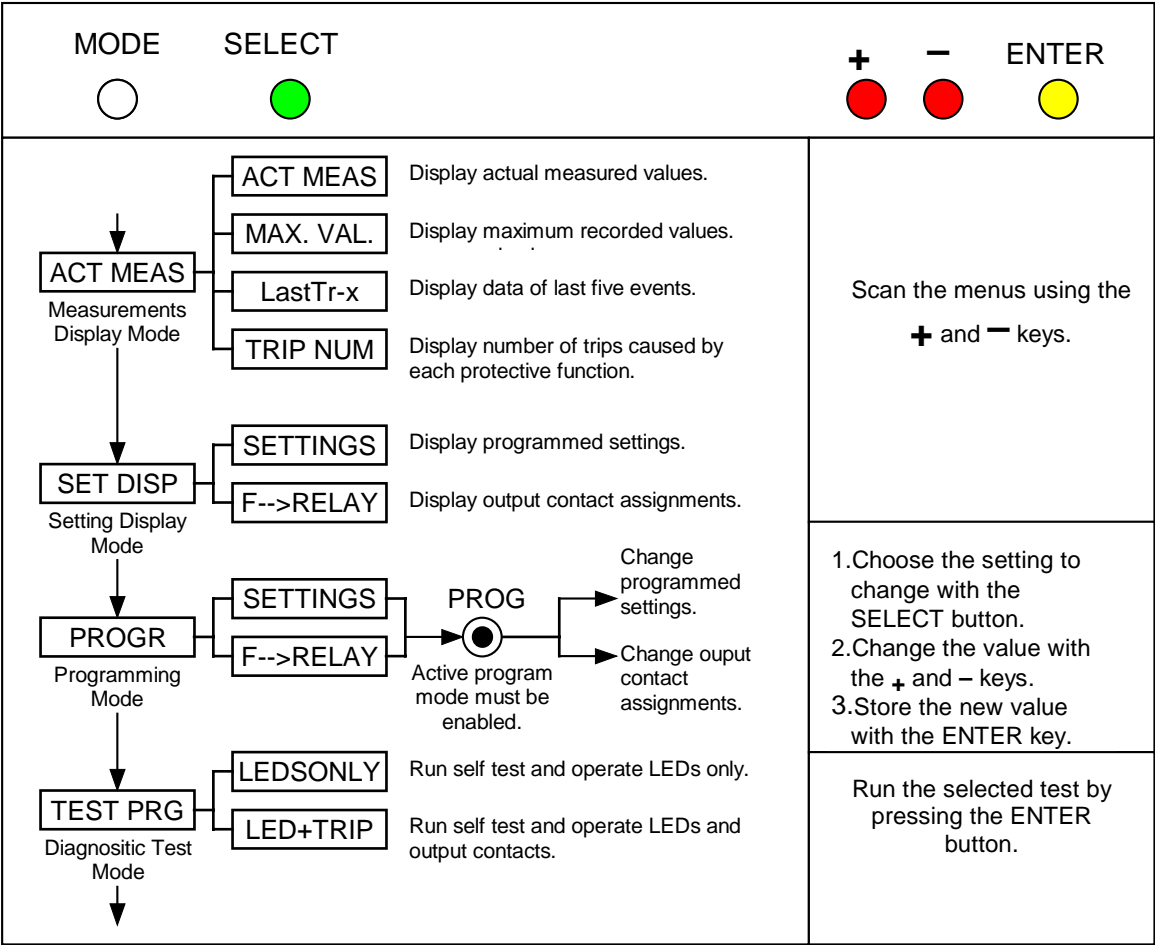 MODE SELECT + − ENTER
ACT MEAS Display actual measured values.
MAX. VAL. Display maximum recorded values.
ACT MEAS
Measurements
Display Mode
LastTr-x Display data of last five events.
TRIP NUM Display number of trips caused by
each protective function.
Scan the menus using the
+ and − keys.
SETTINGS Display programmed settings.
SET DISP
Setting Display
Mode
F-->RELAY Display output contact assignments.
SETTINGS
PROGR
Programming
Mode
F-->RELAY
PROG
Active program
mode must be
enabled.
Change
programmed
settings.
Change ouput
contact
assignments.
1.Choose the setting to
change with the
SELECT button.
2.Change the value with
the + and − keys.
3.Store the new value
with the ENTER key.
LEDSONLY Run self test and operate LEDs only.
TEST PRG
Diagnositic Test
Mode
LED+TRIP Run self test and operate LEDs and
output contacts.
Run the selected test by
pressing the ENTER
button.